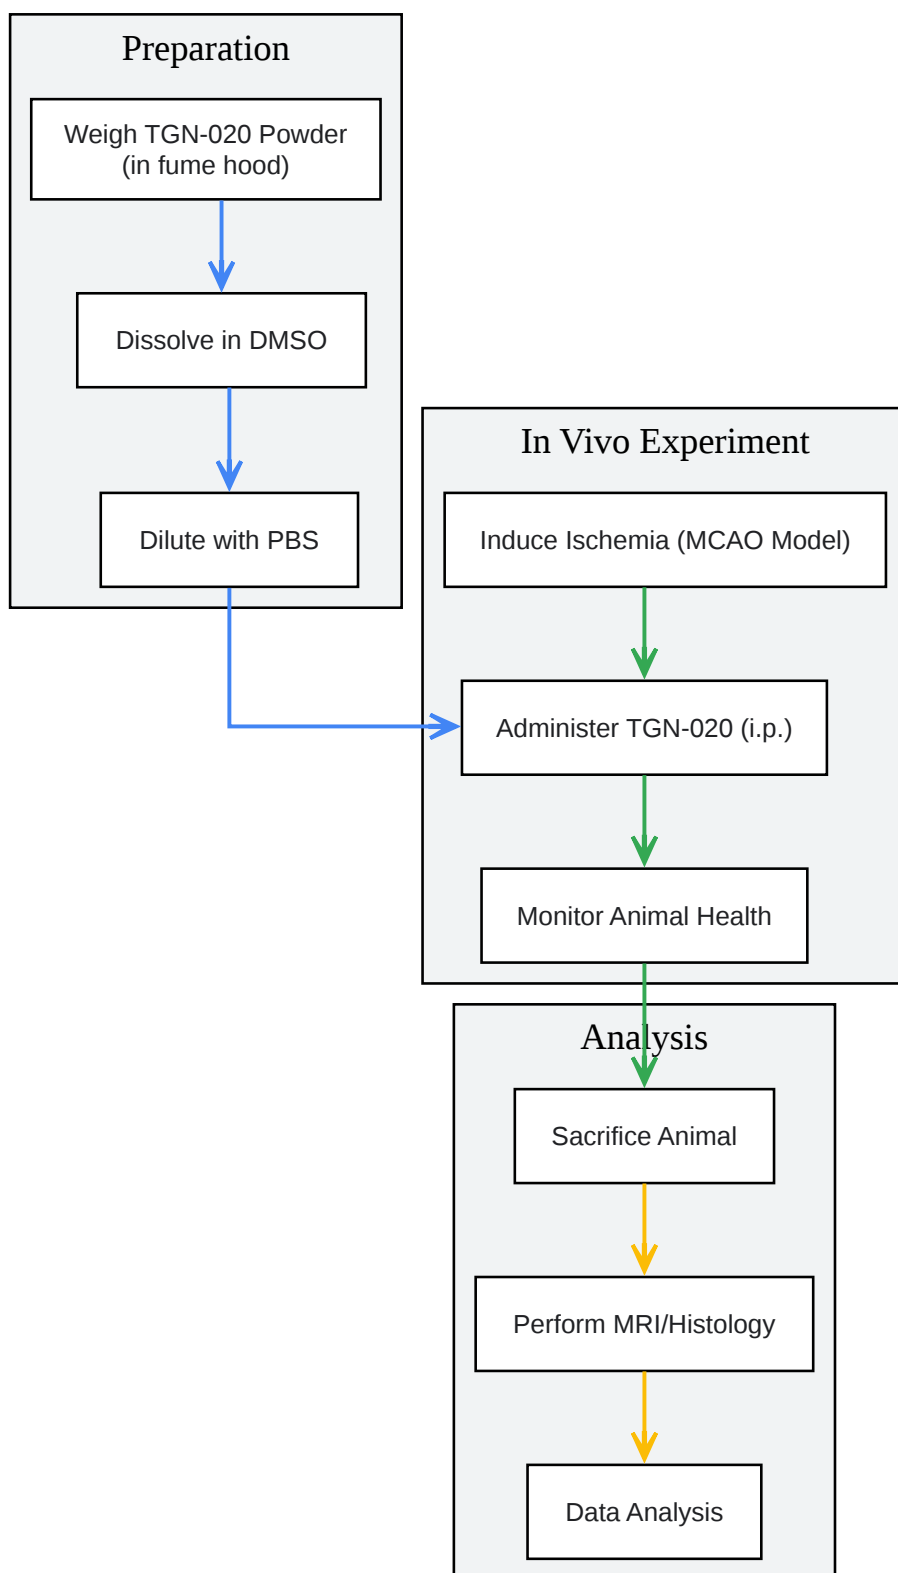 Preparation
Weigh TGN-020 Powder
(in fume hood)
Dissolve in DMSO
Dilute with PBS
In Vivo Experiment
Induce Ischemia (MCAO Model)
Administer TGN-020 (i.p.)
Monitor Animal Health
Analysis
Sacrifice Animal
Perform MRI/Histology
Data Analysis